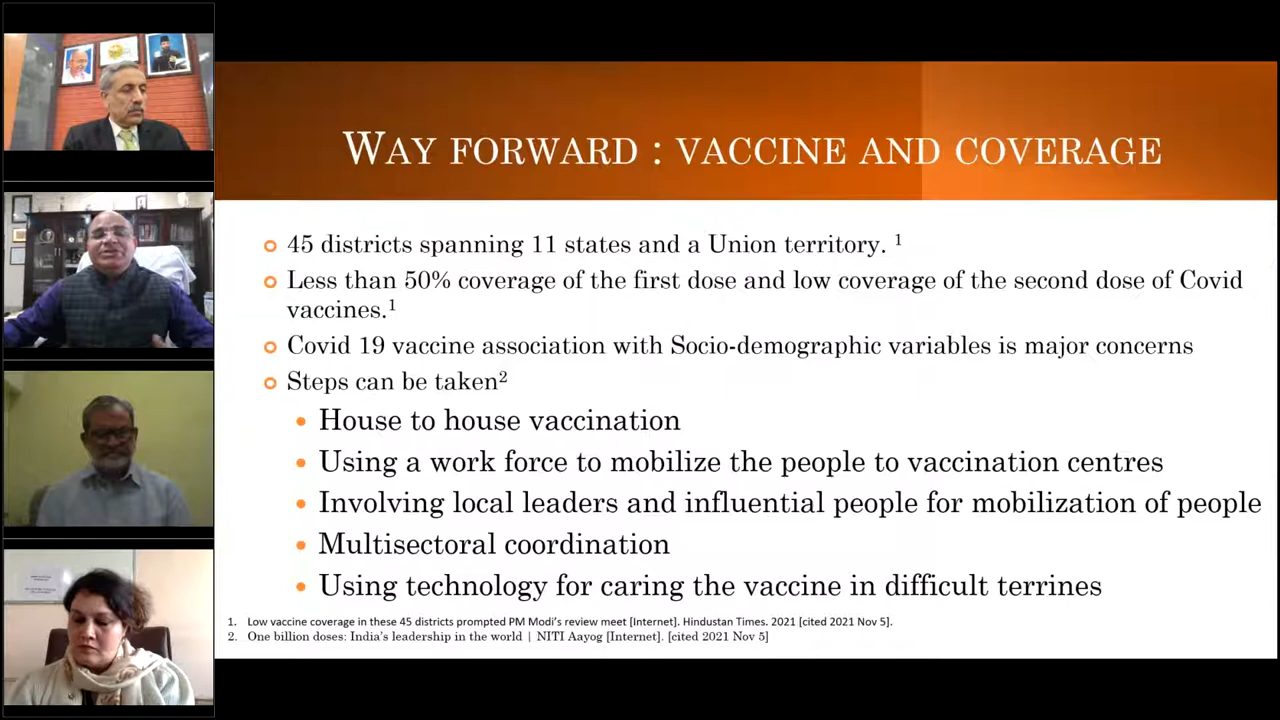 WAY FORWARD : VACCINE AND COVERAGE
45 districts spanning 11 states and a Union territory. 1
Less than 50% coverage of the first dose and low coverage of the second dose of Covid
vaccines.1
Covid 19 vaccine association with Socio-demographic variables is major concerns
Steps can be taken2
House to house vaccination
Using a work force to mobilize the people to vaccination centres
Involving local leaders and influential people for mobilization of people
Multisectoral coordination
Using technology for caring the vaccine in difficult terrines
1. Low vaccine coverage in these 45 districts prompted PM Modi's review meet [Internet]. Hindustan Times. 2021 [cited 2021 Nov 5].
2. One billion doses: India's leadership in the world | NITI Aayog [Internet]. [cited 2021 Nov 5]